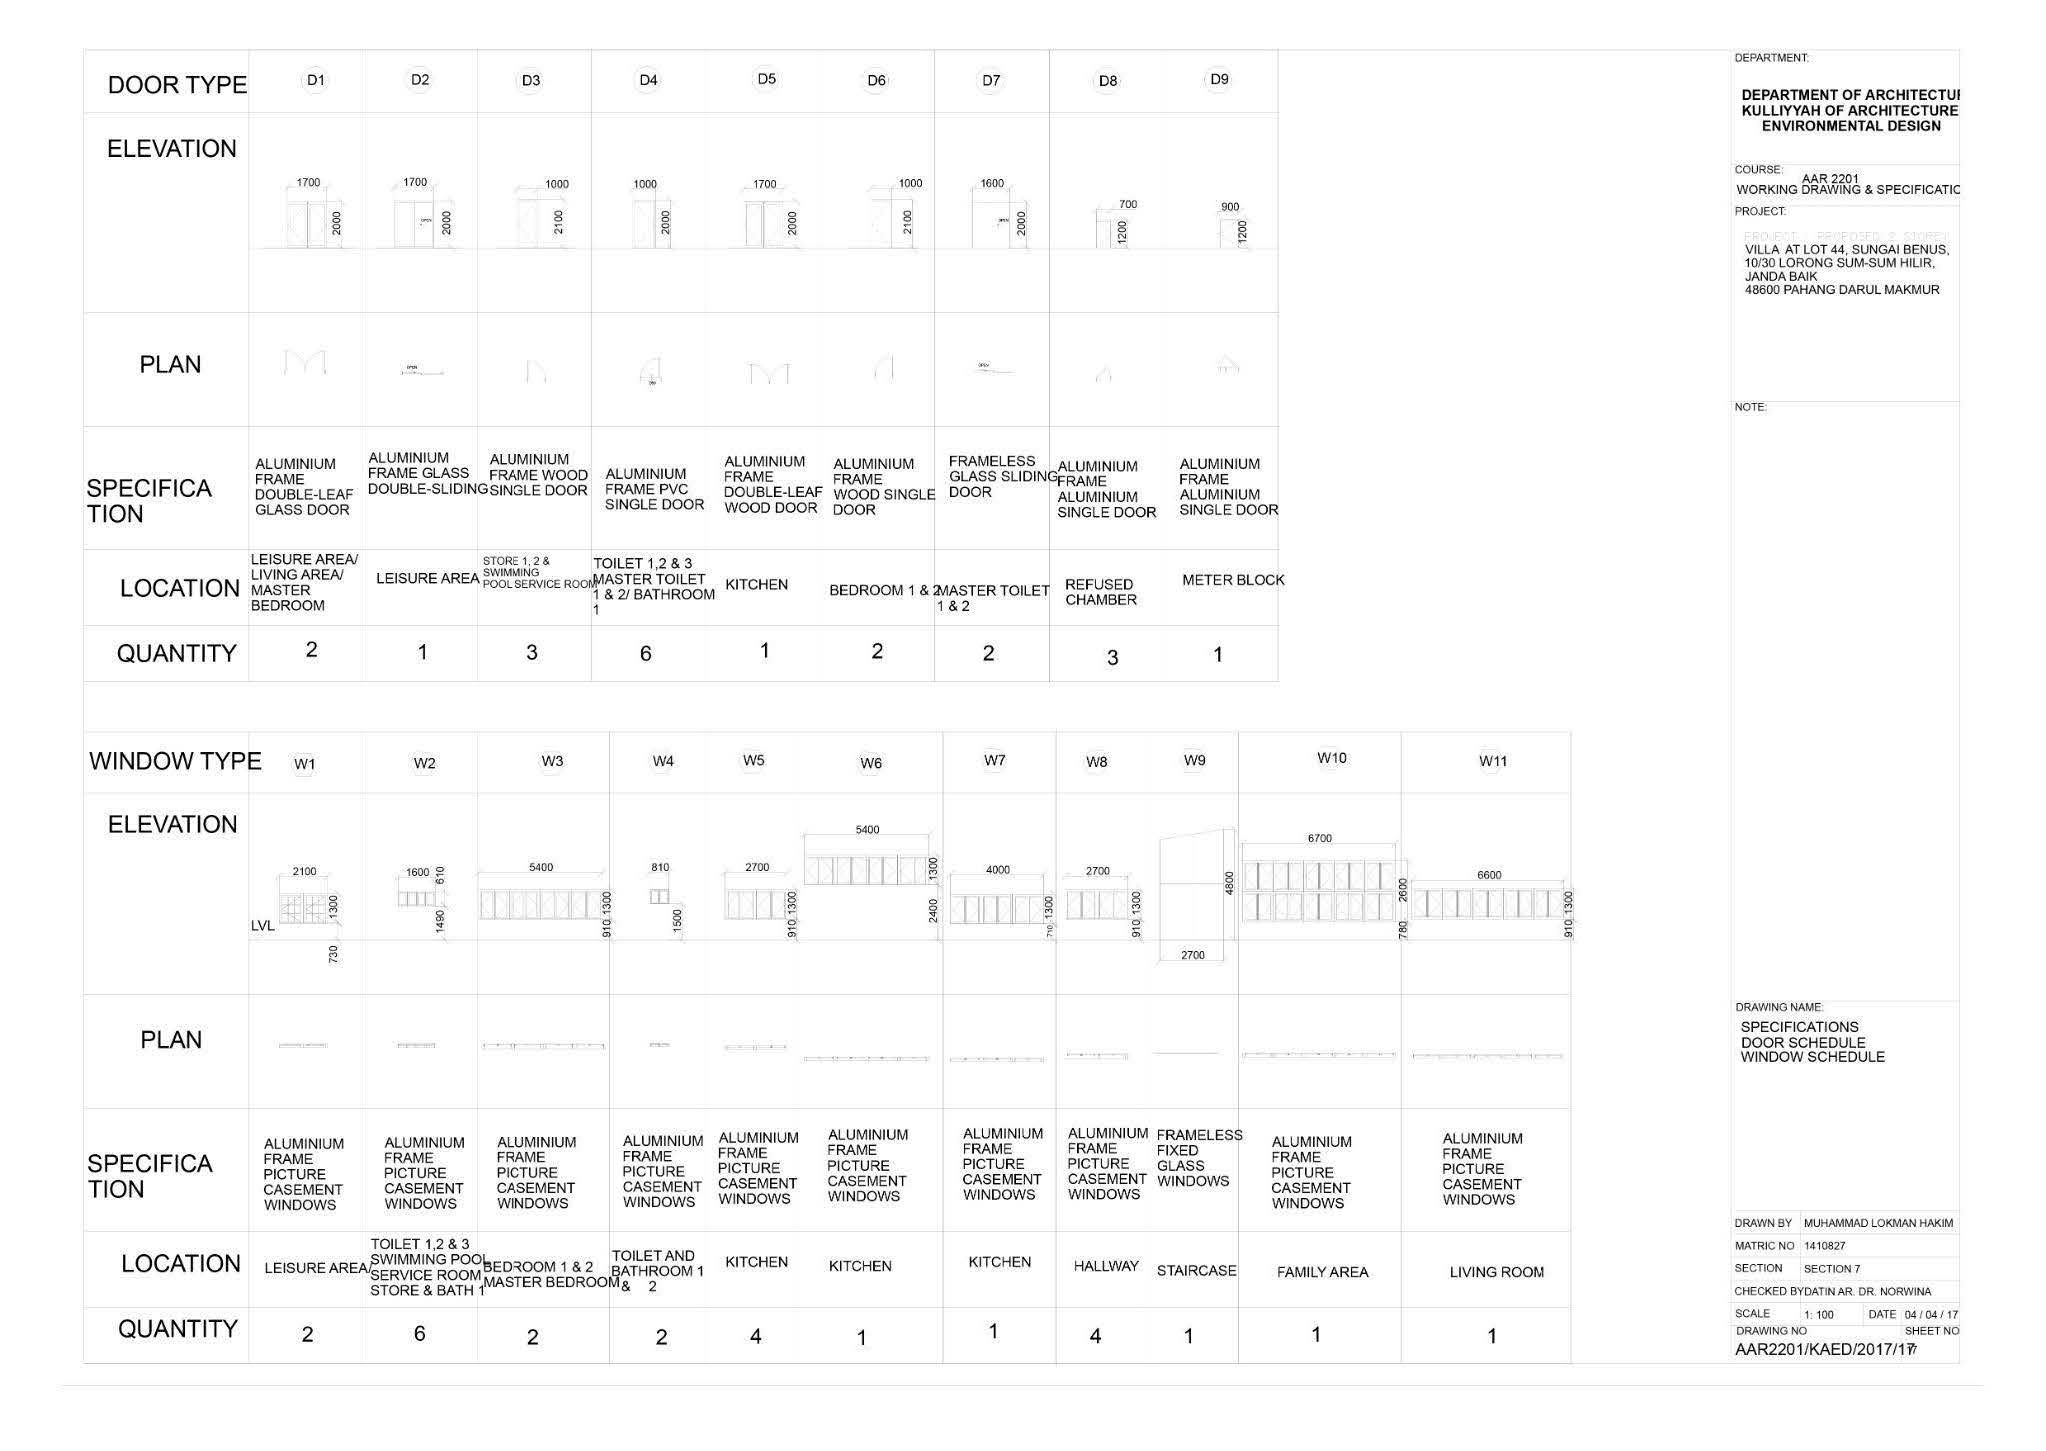 DOOR TYPE D1 D2 D3 D4 D5 D6 D7 D8 D9
ELEVATION
1700 1700 1000 1000 1700 1000 1600 700 900
2000 2000 2100 2000 2000 2100 2000 1200 1200
OPEN OPEN
PLAN
OPEN OPEN
SPECIFICA
TION
ALUMINIUM
FRAME
DOUBLE-LEAF
GLASS DOOR
ALUMINIUM
FRAME GLASS
DOUBLE-SLIDING
ALUMINIUM
FRAME WOOD
SINGLE DOOR
ALUMINIUM
FRAME PVC
SINGLE DOOR
ALUMINIUM
FRAME
DOUBLE-LEAF
WOOD DOOR
ALUMINIUM
FRAME
WOOD SINGLE
DOOR
FRAMELESS
GLASS SLIDING
DOOR
ALUMINIUM
FRAME
ALUMINIUM
SINGLE DOOR
ALUMINIUM
FRAME
ALUMINIUM
SINGLE DOOR
LOCATION
LEISURE AREA/
LIVING AREA/
MASTER
BEDROOM
LEISURE AREA
STORE 1, 2 &
SWIMMING
POOL SERVICE ROOM
TOILET 1,2 & 3
MASTER TOILET
1 & 2/ BATHROOM
1
KITCHEN
BEDROOM 1 & 2
MASTER TOILET
1 & 2
REFUSED
CHAMBER
METER BLOCK
QUANTITY 2 1 3 6 1 2 2 3 1
WINDOW TYPE W1 W2 W3 W4 W5 W6 W7 W8 W9 W10 W11
ELEVATION
LVL
2100 1300 730
1600 610 1490
5400 1300 910
810 1500
2700 1300 910
5400 1300 2400
4000 1300 710
2700 1300 910
4800 2700
6700 2600 780
6600 1300 910
PLAN
SPECIFICA
TION
ALUMINIUM
FRAME
PICTURE
CASEMENT
WINDOWS
ALUMINIUM
FRAME
PICTURE
CASEMENT
WINDOWS
ALUMINIUM
FRAME
PICTURE
CASEMENT
WINDOWS
ALUMINIUM
FRAME
PICTURE
CASEMENT
WINDOWS
ALUMINIUM
FRAME
PICTURE
CASEMENT
WINDOWS
ALUMINIUM
FRAME
PICTURE
CASEMENT
WINDOWS
ALUMINIUM
FRAME
PICTURE
CASEMENT
WINDOWS
ALUMINIUM
FRAME
PICTURE
CASEMENT
WINDOWS
FRAMELESS
FIXED
GLASS
WINDOWS
ALUMINIUM
FRAME
PICTURE
CASEMENT
WINDOWS
ALUMINIUM
FRAME
PICTURE
CASEMENT
WINDOWS
LOCATION
LEISURE AREA/
TOILET 1,2 & 3
SWIMMING POOL
SERVICE ROOM
STORE & BATH 1
BEDROOM 1 & 2
MASTER BEDROOM
TOILET AND
BATHROOM 1
& 2
KITCHEN
KITCHEN
KITCHEN
HALLWAY
STAIRCASE
FAMILY AREA
LIVING ROOM
QUANTITY 2 6 2 2 4 1 1 4 1 1 1
DEPARTMENT:
DEPARTMENT OF ARCHITECTU
KULLIYYAH OF ARCHITECTURE
ENVIRONMENTAL DESIGN
COURSE:
AAR 2201
WORKING DRAWING & SPECIFICATIO
PROJECT:
PROJECT : PROPOSED 2 STOREY
VILLA AT LOT 44, SUNGAI BENUS,
10/30 LORONG SUM-SUM HILIR,
JANDA BAIK
48600 PAHANG DARUL MAKMUR
NOTE:
DRAWING NAME:
SPECIFICATIONS
DOOR SCHEDULE
WINDOW SCHEDULE
DRAWN BY MUHAMMAD LOKMAN HAKIM
MATRIC NO 1410827
SECTION SECTION 7
CHECKED BY DATIN AR. DR. NORWINA
SCALE 1: 100 DATE 04 / 04 / 17
DRAWING NO SHEET NO
AAR2201/KAED/2017/17